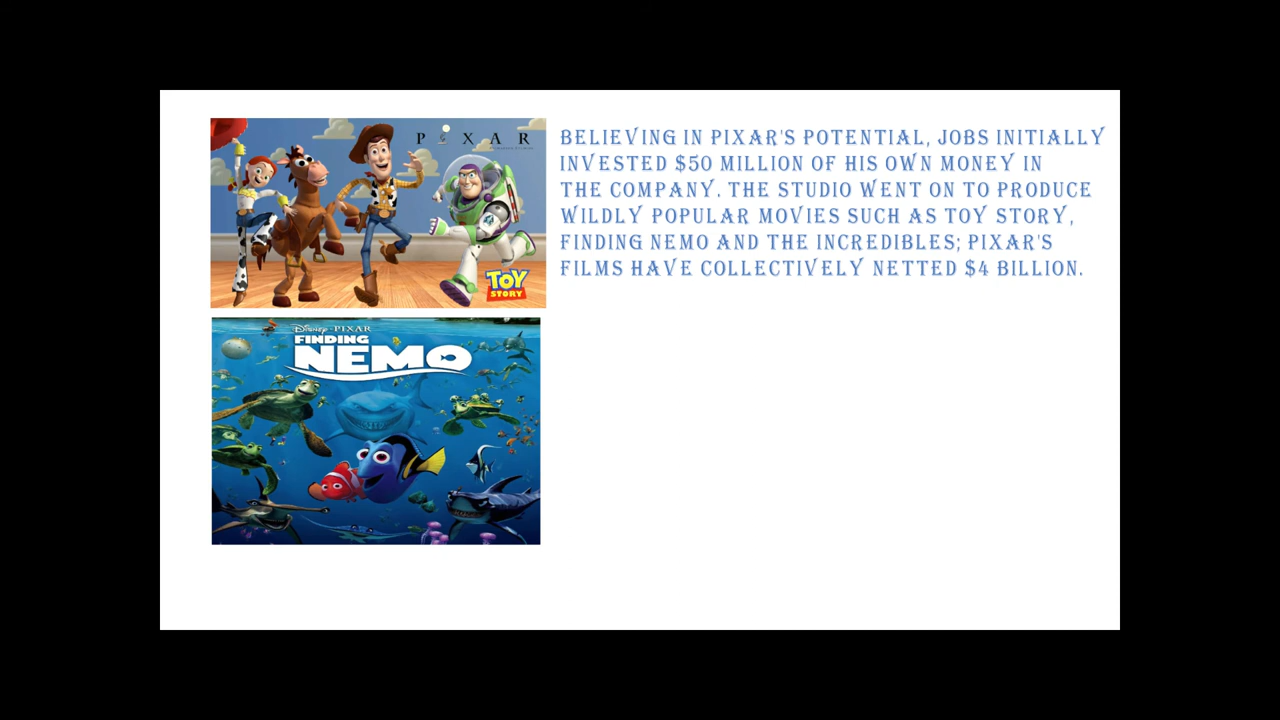 PIXAR
TOY
STORY
DISNEY·PIXAR
FINDING
NEMO
BELIEVING IN PIXAR'S POTENTIAL, JOBS INITIALLY
INVESTED $50 MILLION OF HIS OWN MONEY IN
THE COMPANY. THE STUDIO WENT ON TO PRODUCE
WILDLY POPULAR MOVIES SUCH AS TOY STORY,
FINDING NEMO AND THE INCREDIBLES; PIXAR'S
FILMS HAVE COLLECTIVELY NETTED $4 BILLION.